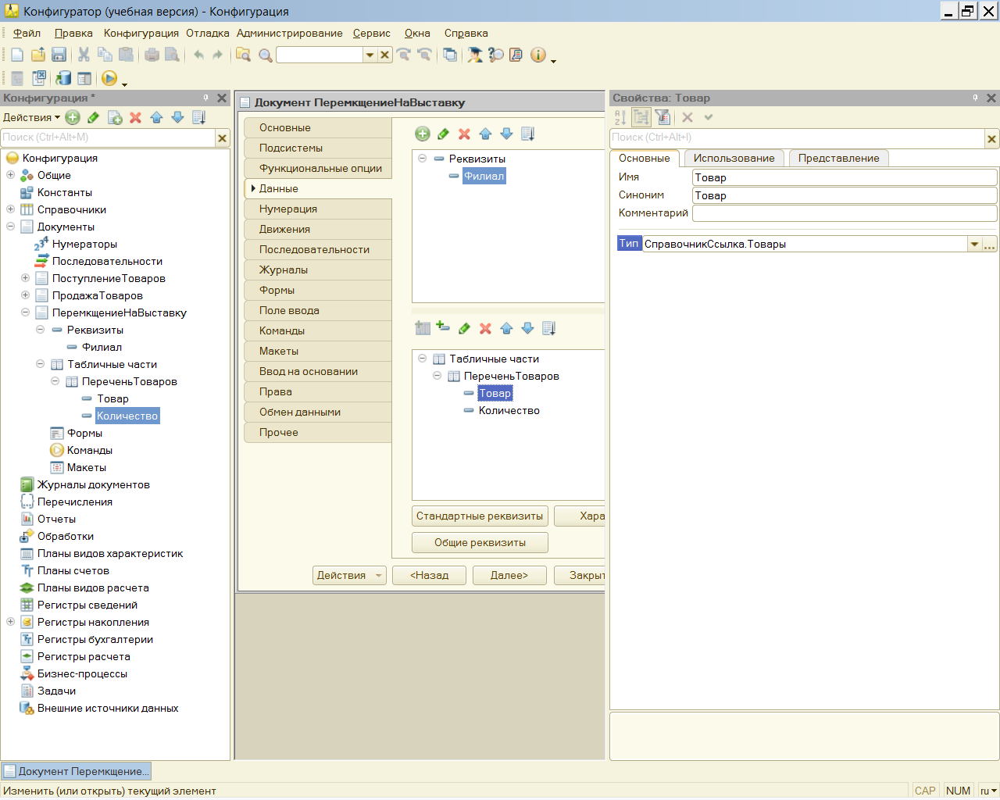 Конфигуратор (учебная версия) - Конфигурация
Файл Правка Конфигурация Отладка Администрирование Сервис Окна Справка
Конфигурация *
Действия
Поиск (Ctrl+Alt+M)
Конфигурация
Общие
Константы
Справочники
Документы
Нумераторы
Последовательности
ПоступлениеТоваров
ПродажаТоваров
ПеремкщениеНаВыставку
Реквизиты
Филиал
Табличные части
ПереченьТоваров
Товар
Количество
Формы
Команды
Макеты
Журналы документов
Перечисления
Отчеты
Обработки
Планы видов характеристик
Планы счетов
Планы видов расчета
Регистры сведений
Регистры накопления
Регистры бухгалтерии
Регистры расчета
Бизнес-процессы
Задачи
Внешние источники данных
Документ ПеремкщениеНаВыставку
Основные
Подсистемы
Функциональные опции
Данные
Нумерация
Движения
Последовательности
Журналы
Формы
Поле ввода
Команды
Макеты
Ввод на основании
Права
Обмен данными
Прочее
Реквизиты
Филиал
Табличные части
ПереченьТоваров
Товар
Количество
Стандартные реквизиты Хара
Общие реквизиты
Действия <Назад Далее> Закрыт
Свойства: Товар
Поиск (Ctrl+Alt+I)
Основные Использование Представление
Имя Товар
Синоним Товар
Комментарий
Тип СправочникСсылка.Товары ...
Документ Перемкщение...
Изменить (или открыть) текущий элемент CAP NUM ru